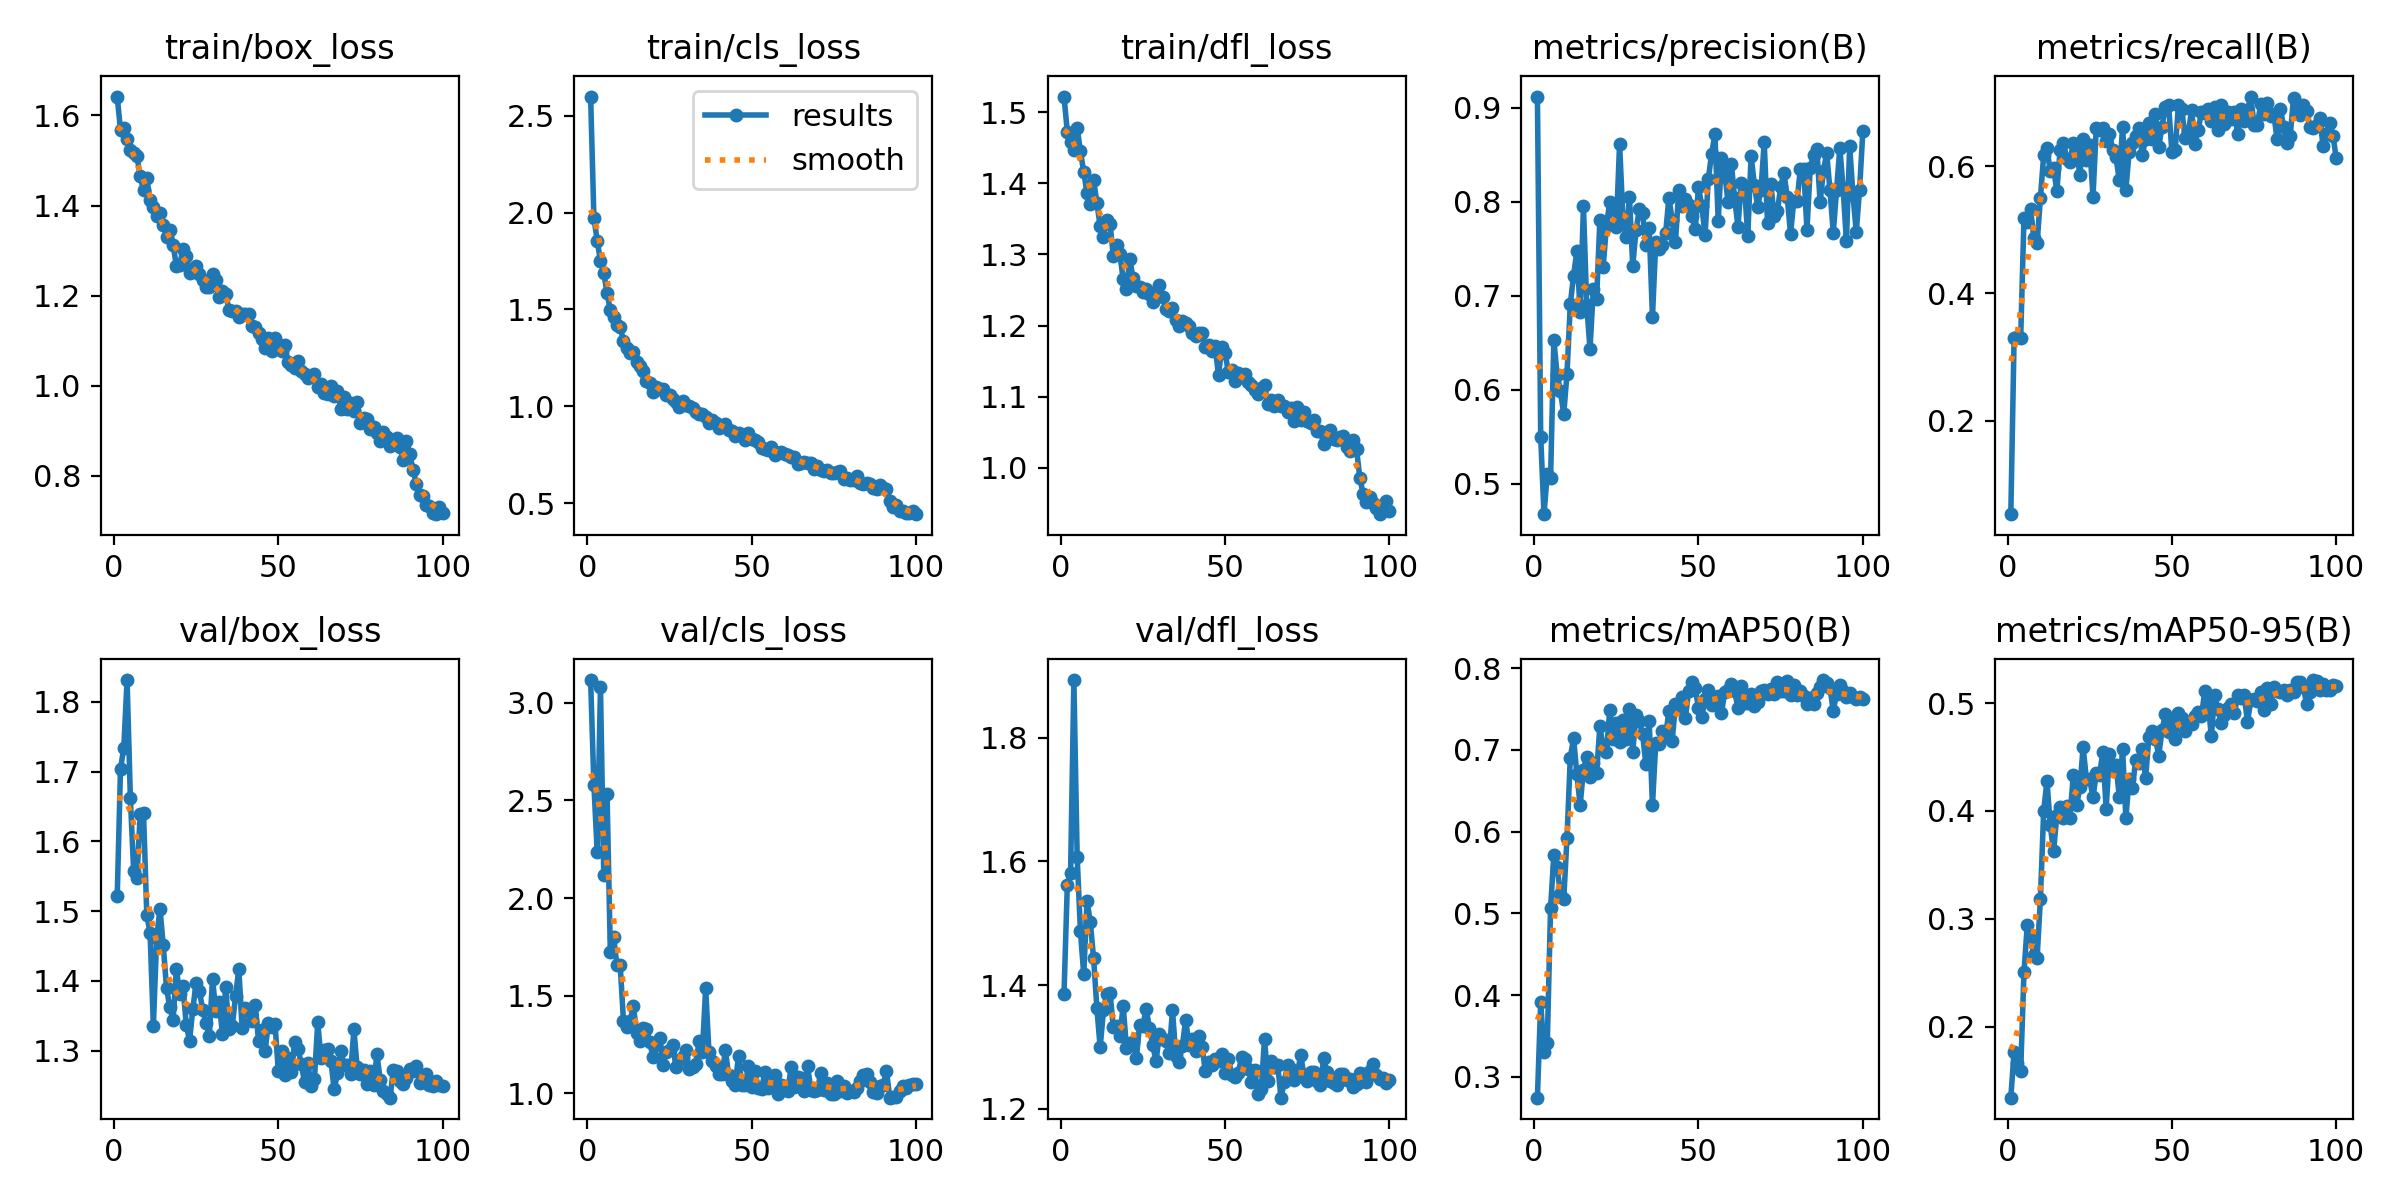 train/box_loss
1.6
1.4
1.2
1.0
0.8
0 50 100
train/cls_loss
results
smooth
2.5
2.0
1.5
1.0
0.5
0 50 100
train/dfl_loss
1.5
1.4
1.3
1.2
1.1
1.0
0 50 100
metrics/precision(B)
0.9
0.8
0.7
0.6
0.5
0 50 100
metrics/recall(B)
0.6
0.4
0.2
0 50 100
val/box_loss
1.8
1.7
1.6
1.5
1.4
1.3
0 50 100
val/cls_loss
3.0
2.5
2.0
1.5
1.0
0 50 100
val/dfl_loss
1.8
1.6
1.4
1.2
0 50 100
metrics/mAP50(B)
0.8
0.7
0.6
0.5
0.4
0.3
0 50 100
metrics/mAP50-95(B)
0.5
0.4
0.3
0.2
0 50 100